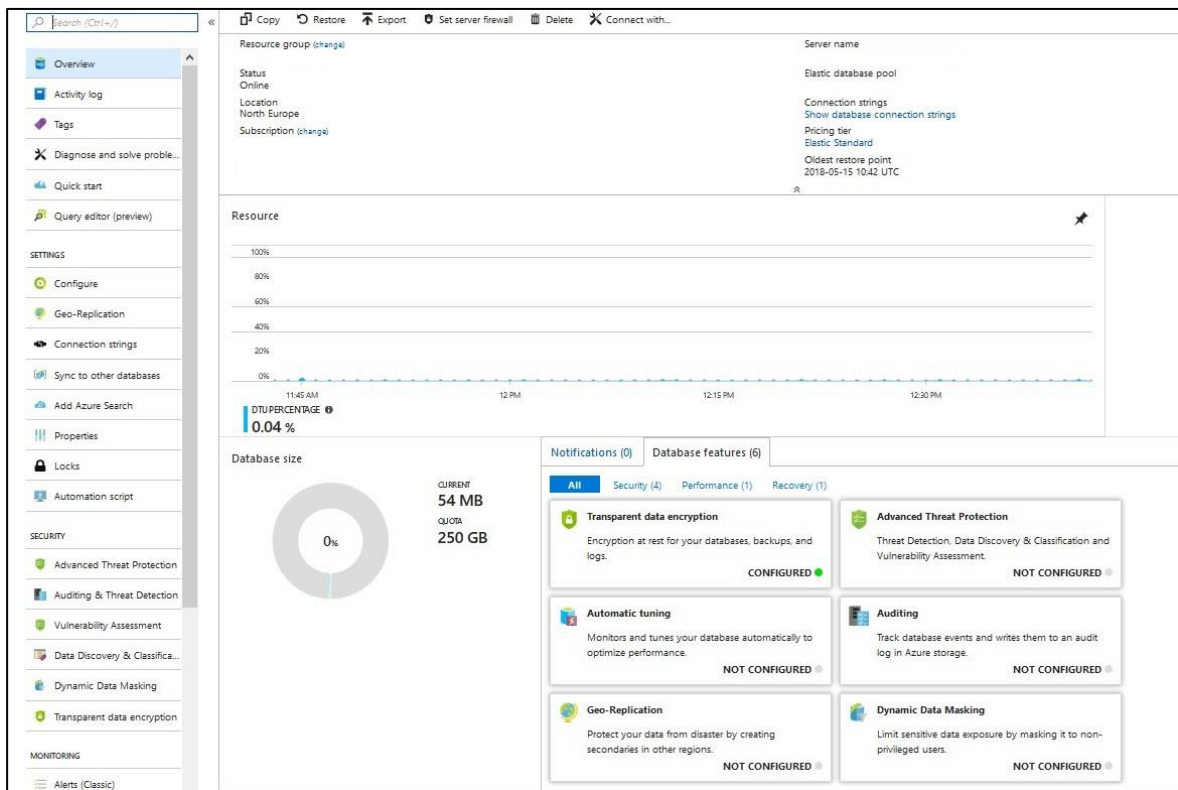 Search (Ctrl+/)
«
Copy
Restore
Export
Set server firewall
Delete
Connect with...
Overview
Activity log
Tags
Diagnose and solve proble...
Quick start
Query editor (preview)
SETTINGS
Configure
Geo-Replication
Connection strings
Sync to other databases
Add Azure Search
Properties
Locks
Automation script
SECURITY
Advanced Threat Protection
Auditing & Threat Detection
Vulnerability Assessment
Data Discovery & Classifica...
Dynamic Data Masking
Transparent data encryption
MONITORING
Alerts (Classic)
Resource group (change)
Status
Online
Location
North Europe
Subscription (change)
Server name
Elastic database pool
Connection strings
Show database connection strings
Pricing tier
Elastic Standard
Oldest restore point
2018-05-15 10:42 UTC
Resource
100%
80%
60%
40%
20%
0%
11:45 AM
12 PM
12:15 PM
12:30 PM
DTU PERCENTAGE
0.04 %
Database size
0%
CURRENT
54 MB
QUOTA
250 GB
Notifications (0)
Database features (6)
All
Security (4)
Performance (1)
Recovery (1)
Transparent data encryption
Encryption at rest for your databases, backups, and
logs.
CONFIGURED
Advanced Threat Protection
Threat Detection, Data Discovery & Classification and
Vulnerability Assessment.
NOT CONFIGURED
Automatic tuning
Monitors and tunes your database automatically to
optimize performance.
NOT CONFIGURED
Auditing
Track database events and writes them to an audit
log in Azure storage.
NOT CONFIGURED
Geo-Replication
Protect your data from disaster by creating
secondaries in other regions.
NOT CONFIGURED
Dynamic Data Masking
Limit sensitive data exposure by masking it to non-
privileged users.
NOT CONFIGURED